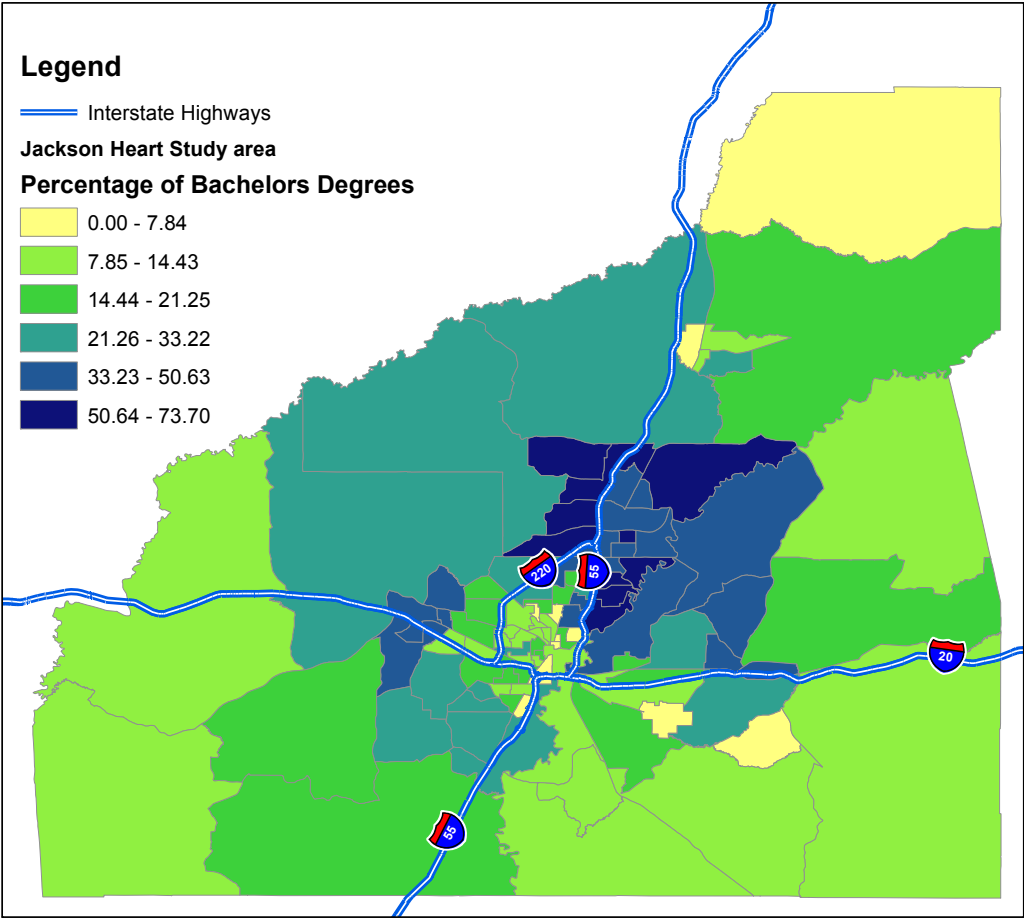 Legend
Interstate Highways
Jackson Heart Study area
Percentage of Bachelors Degrees
0.00 - 7.84
7.85 - 14.43
14.44 - 21.25
21.26 - 33.22
33.23 - 50.63
50.64 - 73.70
220
55
20
55